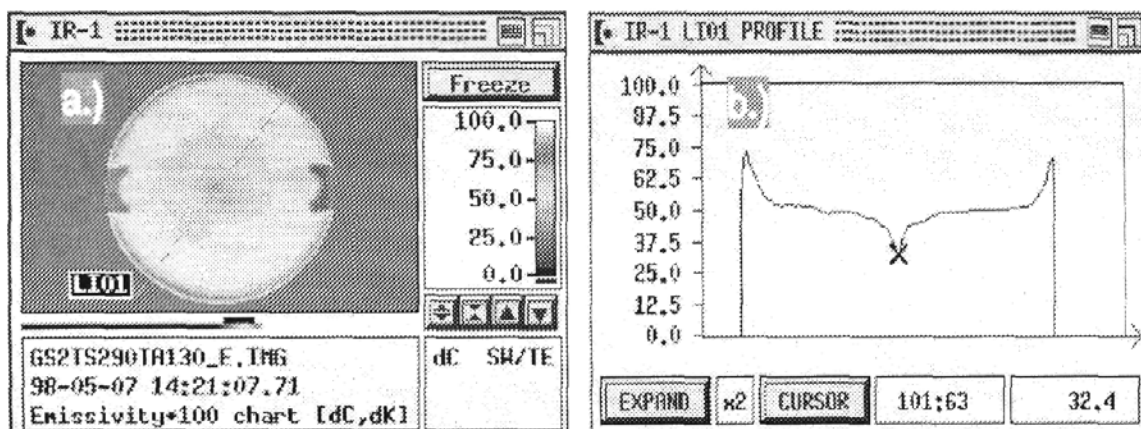 IR-1
a.)
Freeze
100.0
75.0
50.0
25.0
0.0
LI01
GS2TS290TA130_E.IMG
98-05-07 14:21:07.71
Emissivity*100 chart [dC,dK]
dC SW/TE
IR-1 LI01 PROFILE
b.)
100.0
87.5
75.0
62.5
50.0
37.5
25.0
12.5
0.0
EXPAND x2 CURSOR 101:63 32.4